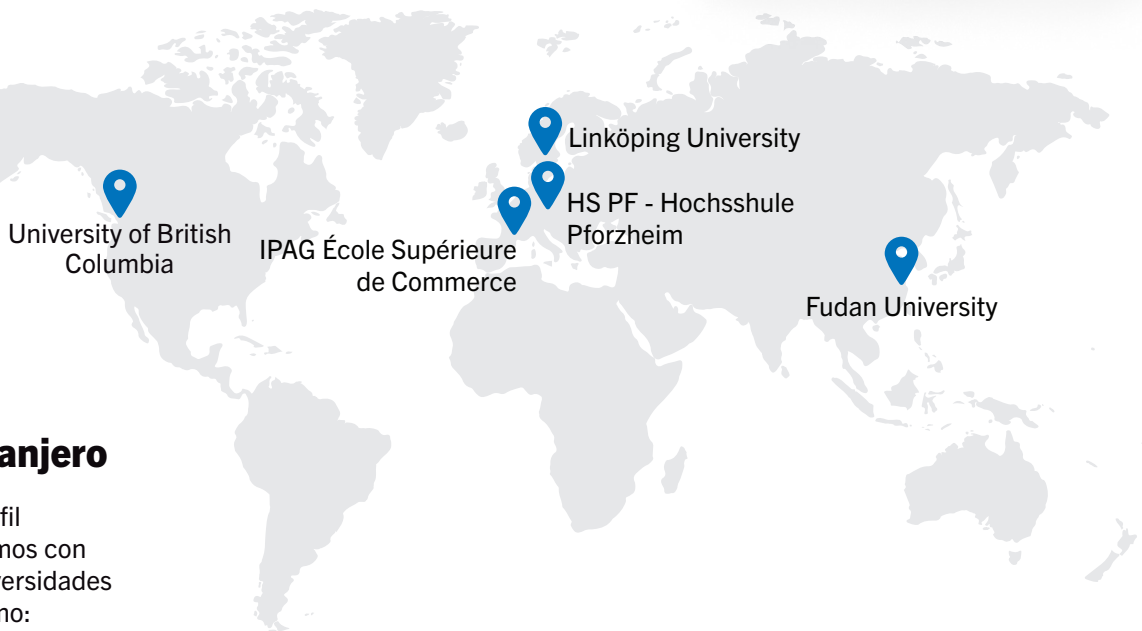 Linköping University
HS PF - Hochsshule
Pforzheim
University of British
Columbia
IPAG École Supérieure
de Commerce
Fudan University
anjero
fil
nos con
versidades
no: